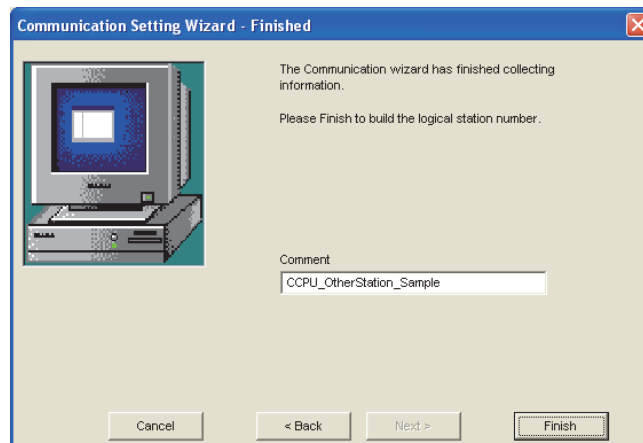 Communication Setting Wizard - Finished
The Communication wizard has finished collecting
information.
Please Finish to build the logical station number.
Comment
CCPU_OtherStation_Sample
Cancel
< Back
Next >
Finish